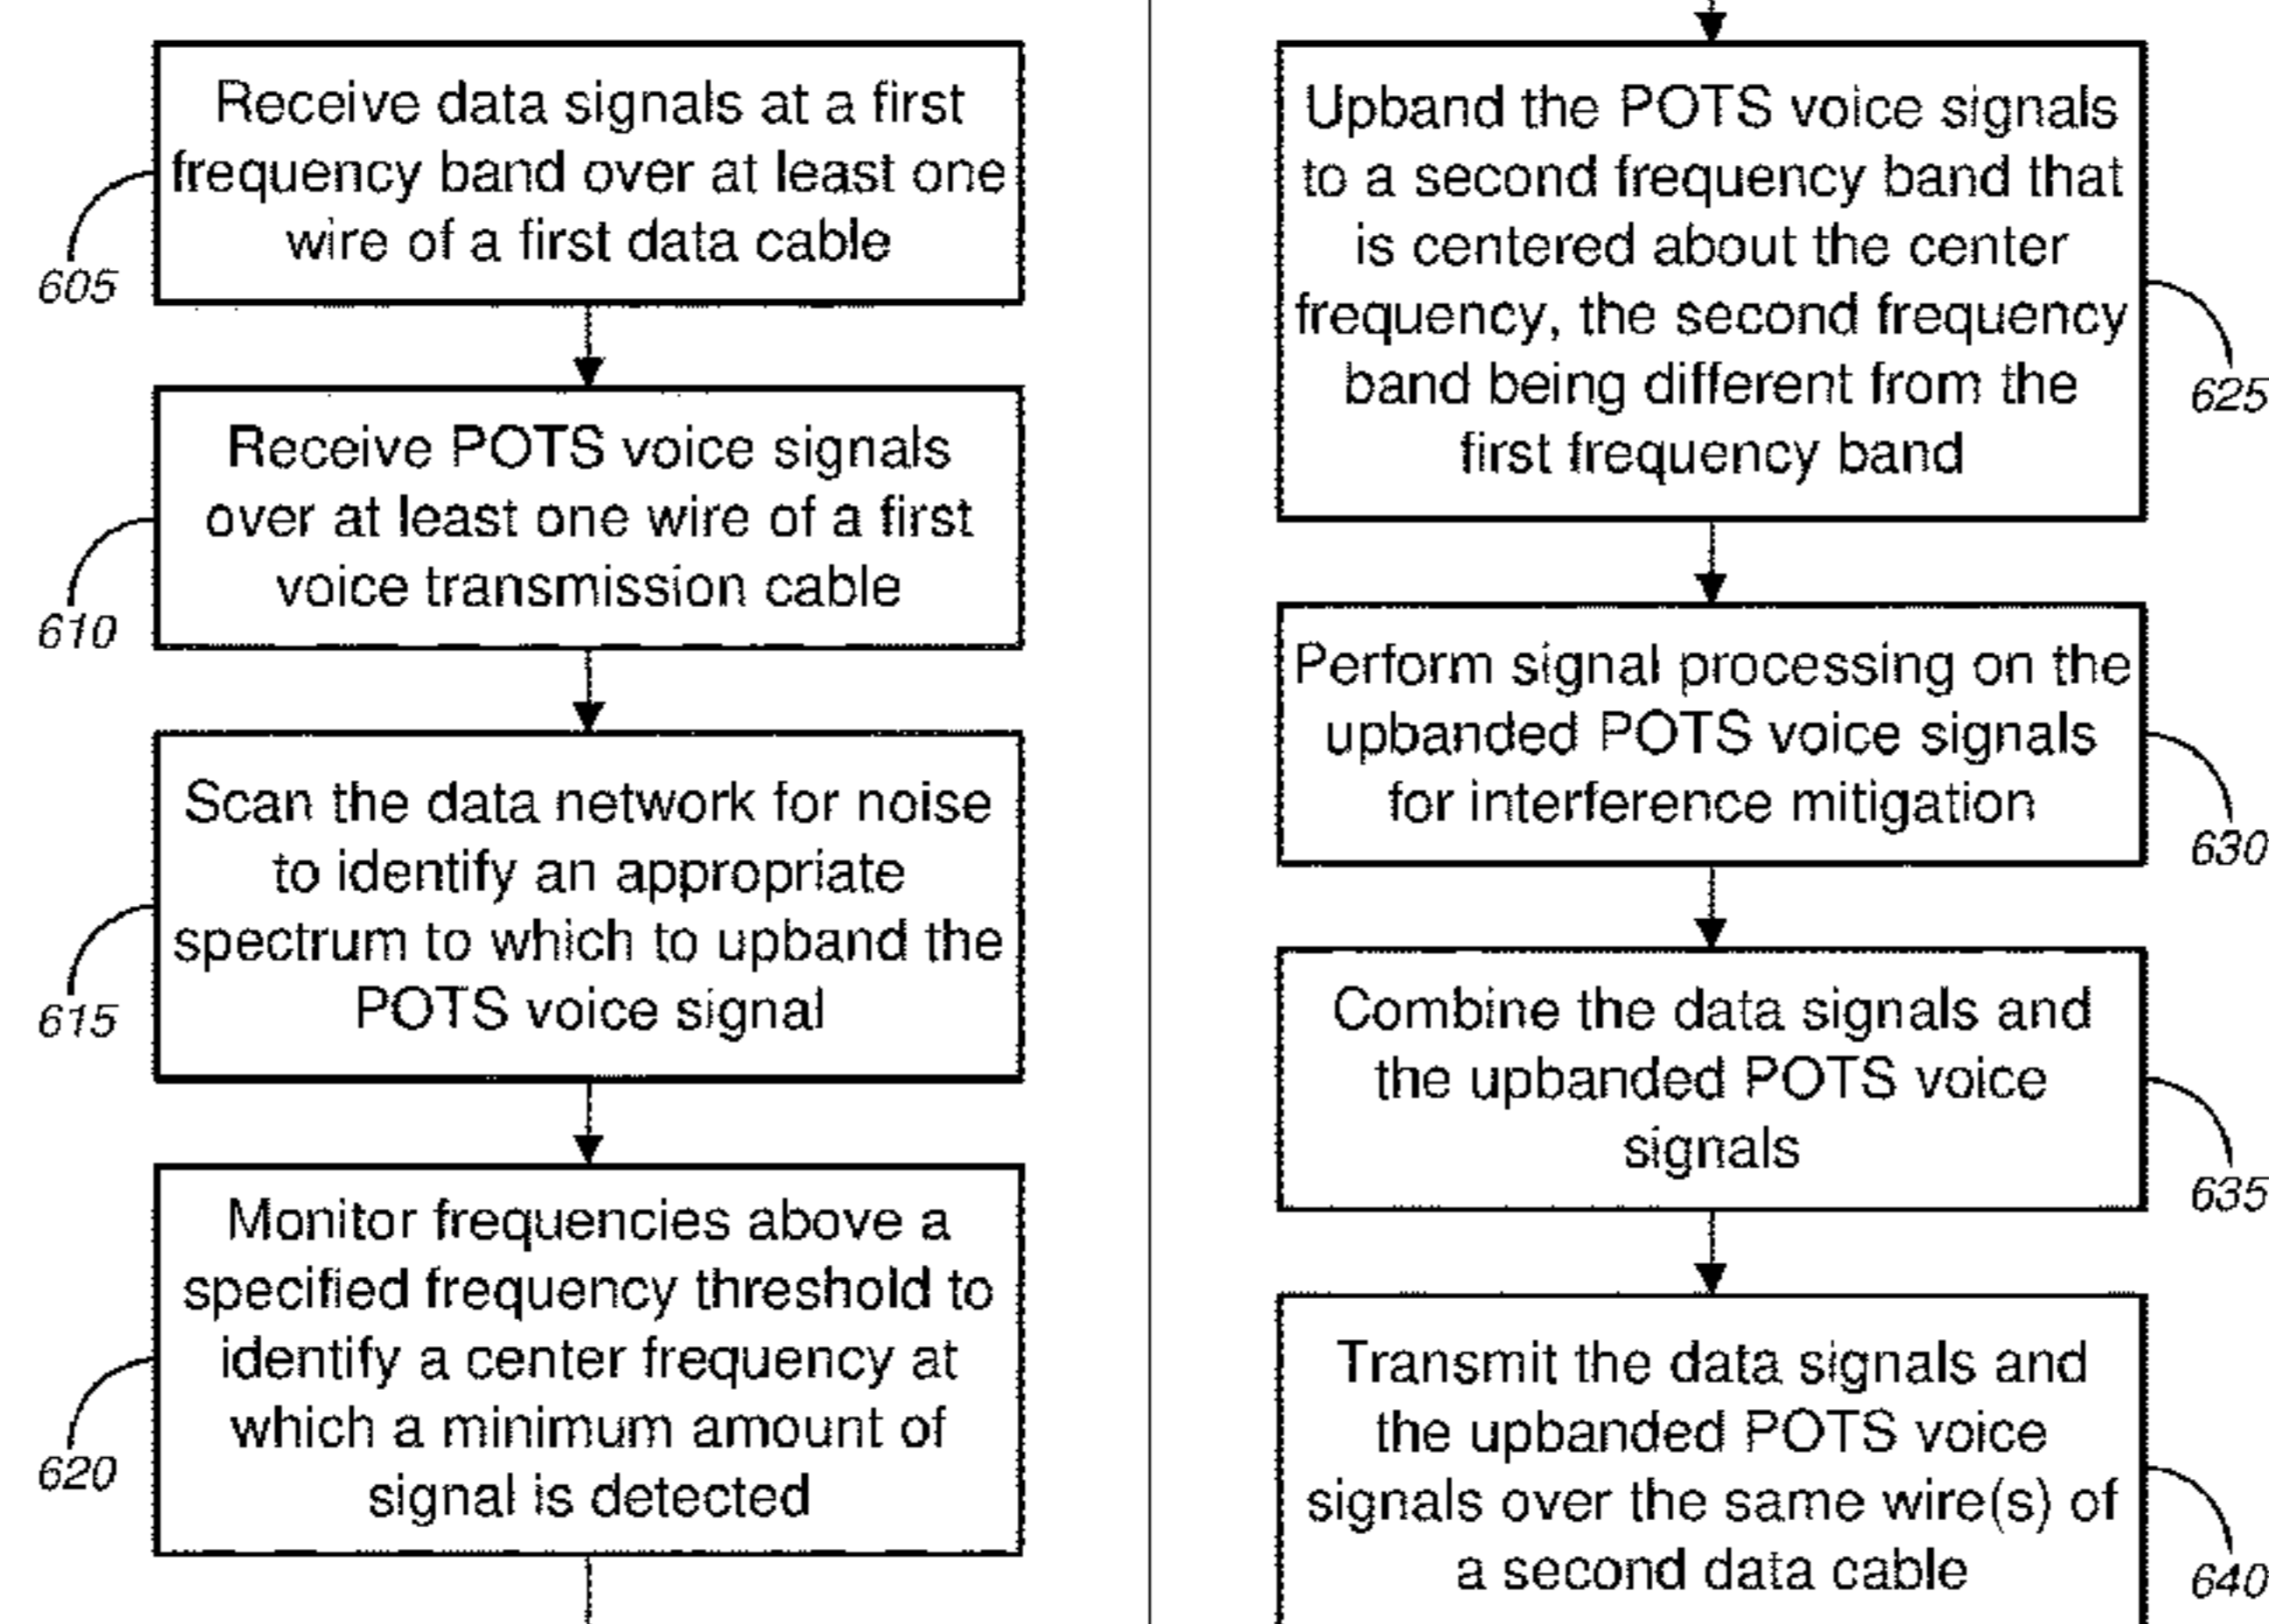 Receive data signals at a first
frequency band over at least one
wire of a first data cable
605
Receive POTS voice signals
over at least one wire of a first
voice transmission cable
610
Scan the data network for noise
to identify an appropriate
spectrum to which to upband the
POTS voice signal
615
Monitor frequencies above a
specified frequency threshold to
identify a center frequency at
which a minimum amount of
signal is detected
620
Upband the POTS voice signals
to a second frequency band that
is centered about the center
frequency, the second frequency
band being different from the
first frequency band
625
Perform signal processing on the
upbanded POTS voice signals
for interference mitigation
630
Combine the data signals and
the upbanded POTS voice
signals
635
Transmit the data signals and
the upbanded POTS voice
signals over the same wire(s) of
a second data cable
640